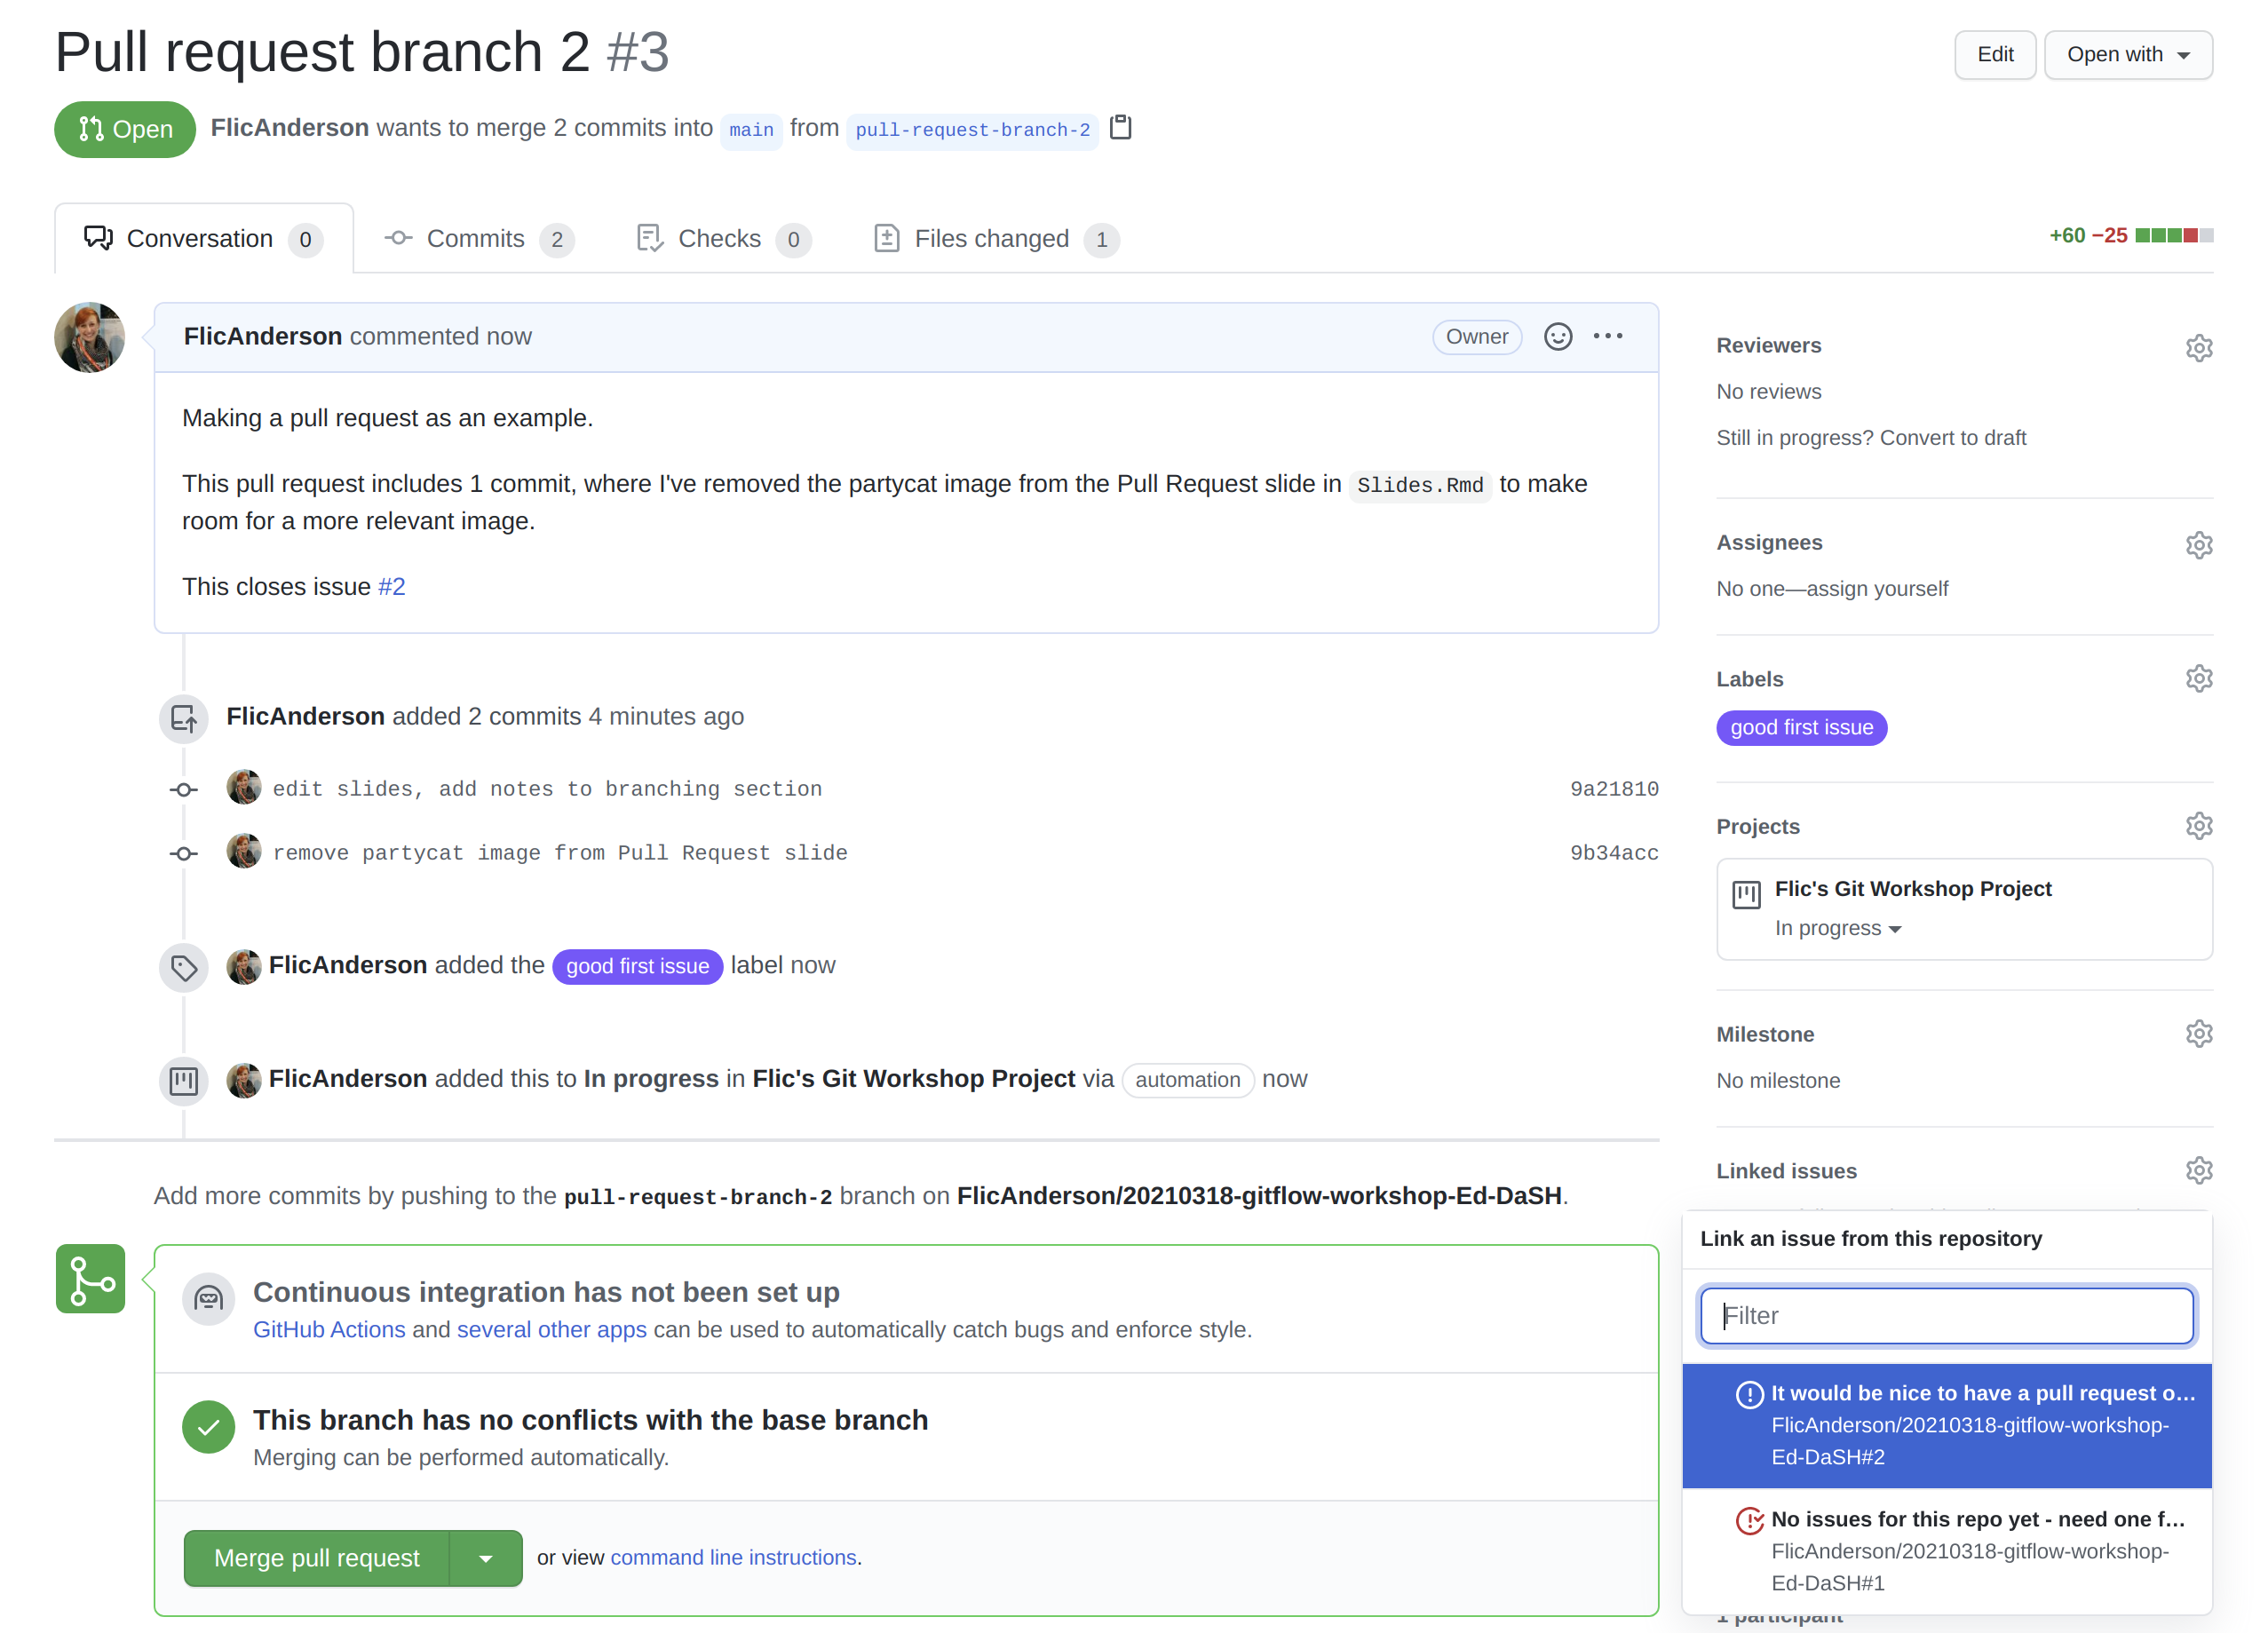 Pull request branch 2 #3
Edit
Open with
Open
FlicAnderson wants to merge 2 commits into main from pull-request-branch-2
Conversation 0
Commits 2
Checks 0
Files changed 1
+60 −25
FlicAnderson commented now
Owner
Making a pull request as an example.
This pull request includes 1 commit, where I've removed the partycat image from the Pull Request slide in Slides.Rmd to make
room for a more relevant image.
This closes issue #2
FlicAnderson added 2 commits 4 minutes ago
edit slides, add notes to branching section 9a21810
remove partycat image from Pull Request slide 9b34acc
FlicAnderson added the good first issue label now
FlicAnderson added this to In progress in Flic's Git Workshop Project via automation now
Add more commits by pushing to the pull-request-branch-2 branch on FlicAnderson/20210318-gitflow-workshop-Ed-DaSH.
Continuous integration has not been set up
GitHub Actions and several other apps can be used to automatically catch bugs and enforce style.
This branch has no conflicts with the base branch
Merging can be performed automatically.
Merge pull request
or view command line instructions.
Reviewers
No reviews
Still in progress? Convert to draft
Assignees
No one—assign yourself
Labels
good first issue
Projects
Flic's Git Workshop Project
In progress
Milestone
No milestone
Linked issues
Link an issue from this repository
Filter
It would be nice to have a pull request o…
FlicAnderson/20210318-gitflow-workshop-
Ed-DaSH#2
No issues for this repo yet - need one f…
FlicAnderson/20210318-gitflow-workshop-
Ed-DaSH#1
1 participant